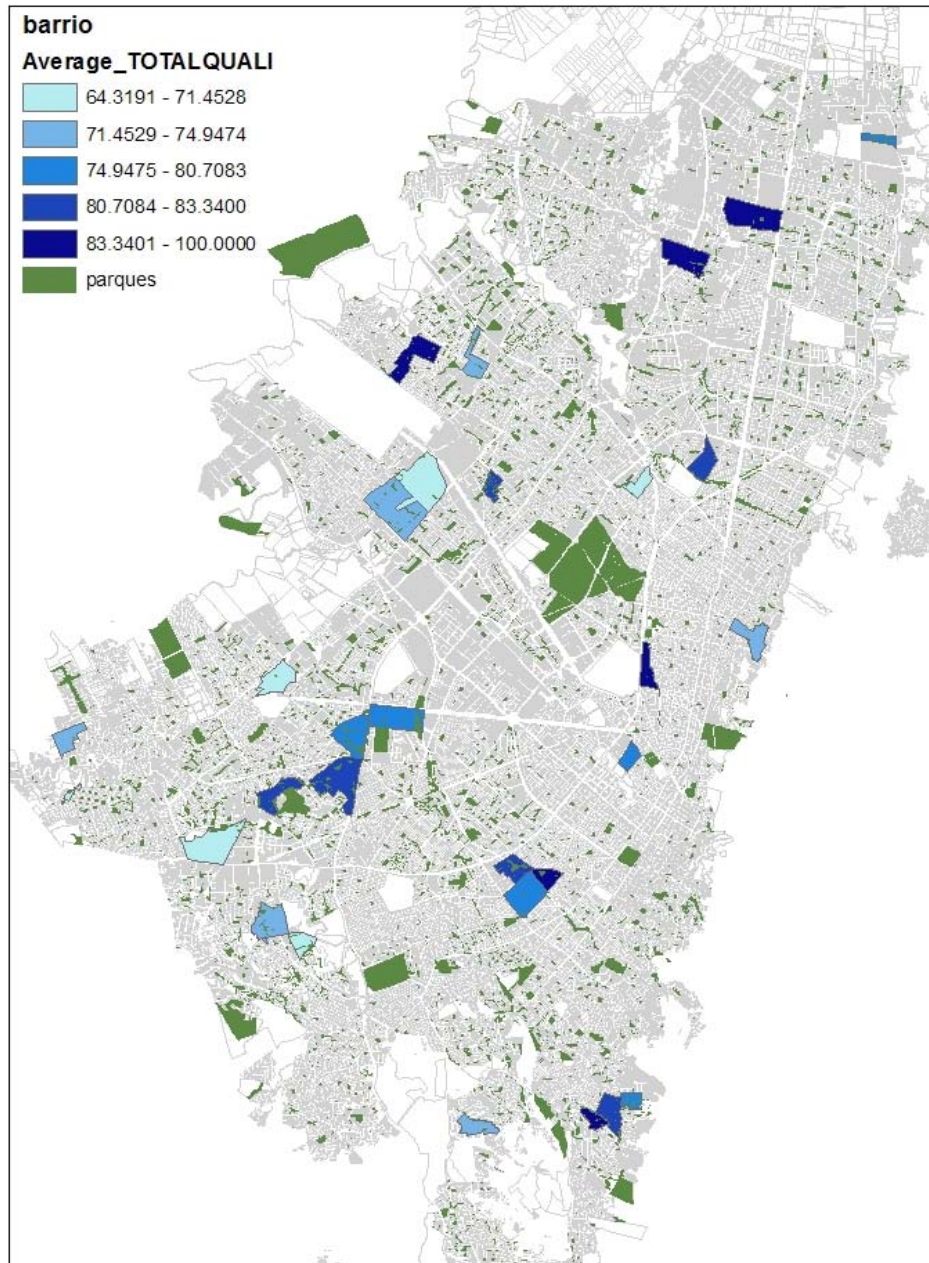 barrio
Average_TOTALQUALI
64.3191 - 71.4528
71.4529 - 74.9474
74.9475 - 80.7083
80.7084 - 83.3400
83.3401 - 100.0000
parques